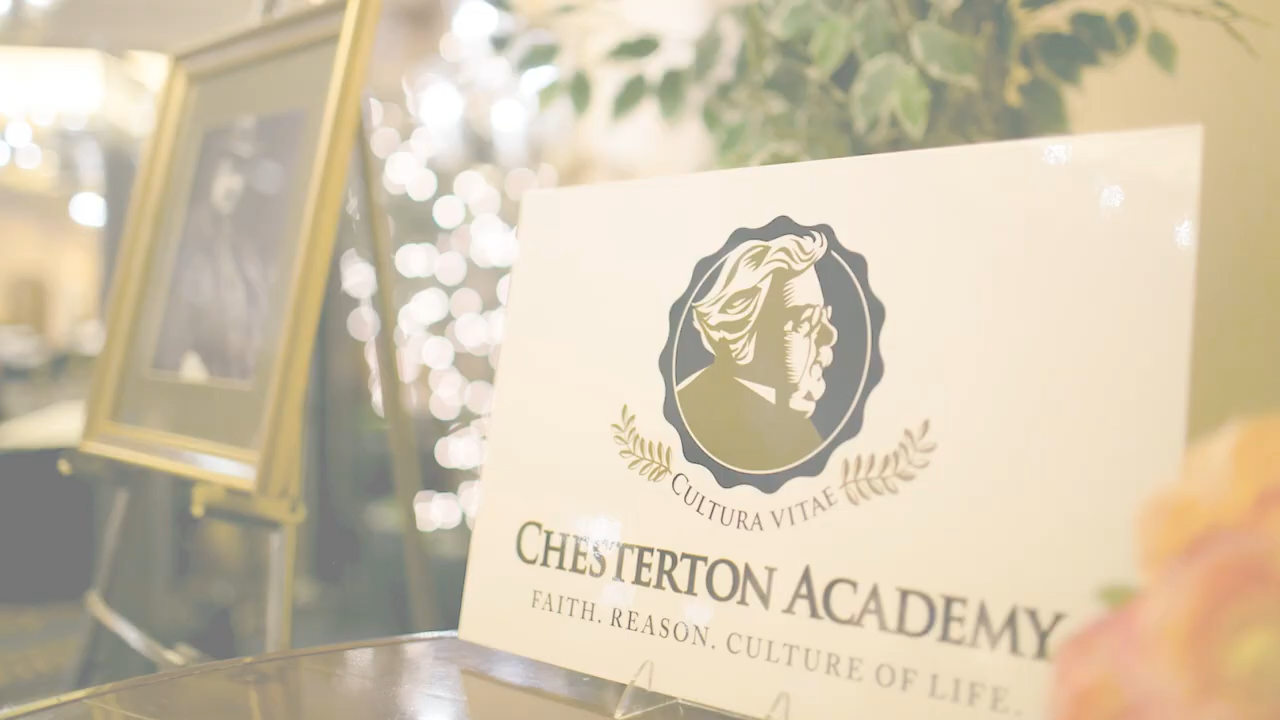 CULTURA VITAE
CHESTERTON ACADEMY
FAITH. REASON. CULTURE OF LIFE.